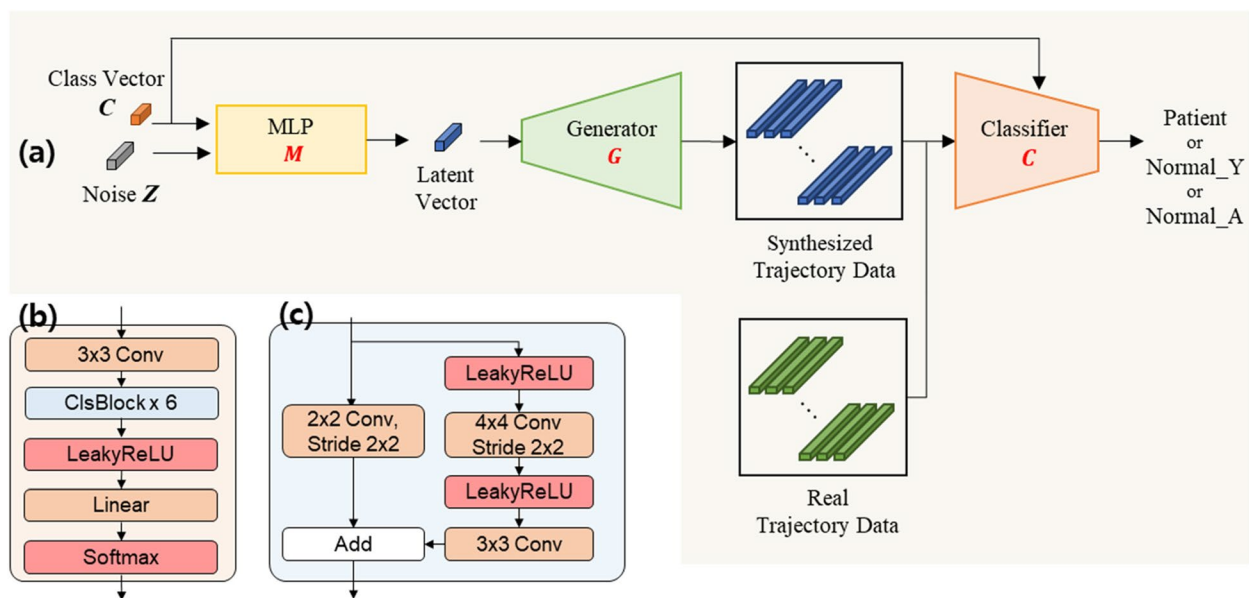 (a)
Class Vector
C
Noise Z
MLP
M
Latent
Vector
Generator
G
Synthesized
Trajectory Data
Real
Trajectory Data
Classifier
C
Patient
or
Normal_Y
or
Normal_A
(b)
3x3 Conv
ClsBlock x 6
LeakyReLU
Linear
Softmax
(c)
2x2 Conv,
Stride 2x2
Add
LeakyReLU
4x4 Conv
Stride 2x2
LeakyReLU
3x3 Conv